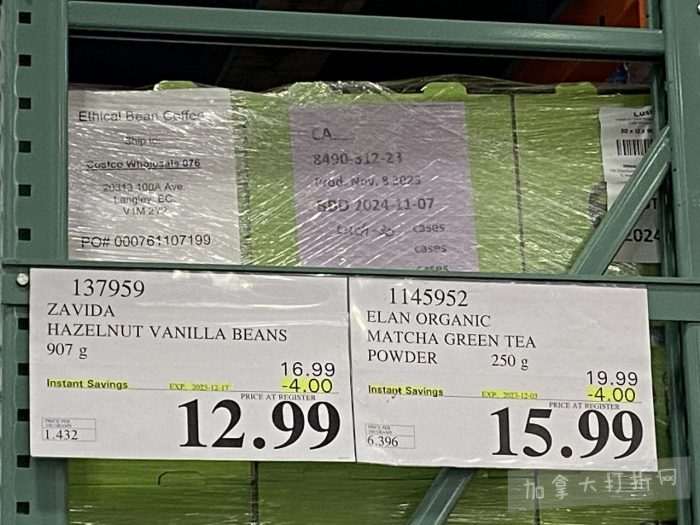 Ethical Bean Coffee
Ship to:
Costco Wholesale 076
20313 100A Ave
Langley, BC
PO# 000761107199
CA
8490-312-23
Prod. Nov. 8 2023
BBD 2024-11-07
cases
cases
cases
2024
137959
ZAVIDA
HAZELNUT VANILLA BEANS
907 g
16.99
Instant Savings EXP. 2023-12-17 -4.00
PRICE AT REGISTER
12.99
1.432
1145952
ELAN ORGANIC
MATCHA GREEN TEA
POWDER 250 g
19.99
Instant Savings EXP. 2023-12-03 -4.00
PRICE AT REGISTER
15.99
6.396
加拿大打折网